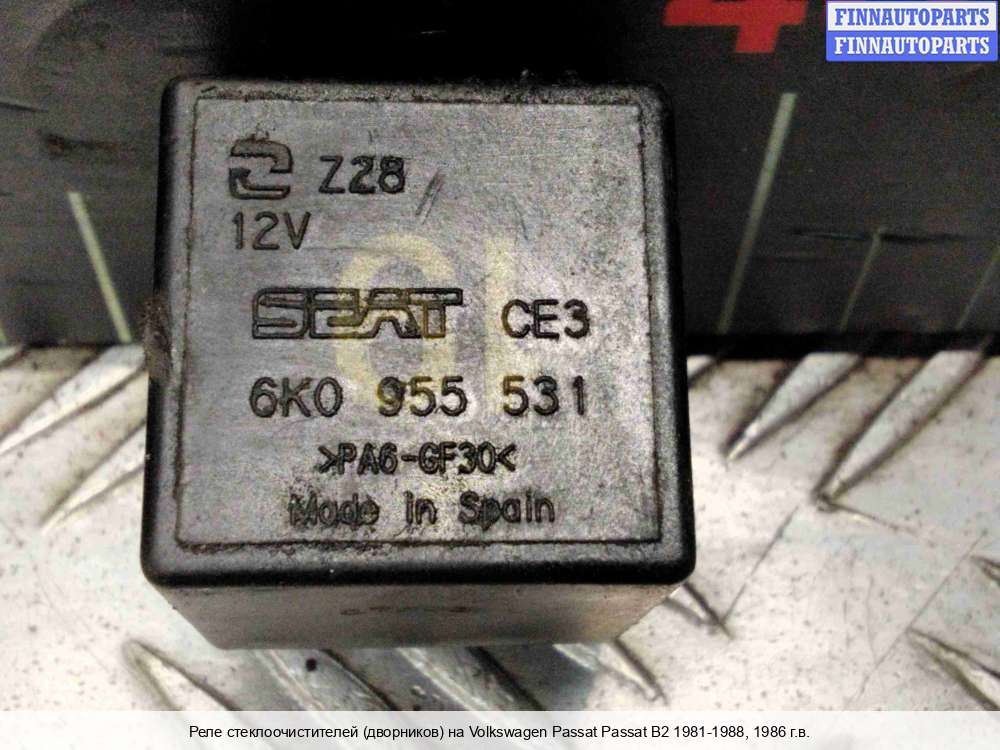 FINNAUTOPARTS
FINNAUTOPARTS
4
Z28
12V
SEAT CE3
6K0 955 531
>PA6-GF30<
Made in Spain
Реле стеклоочистителей (дворников) на Volkswagen Passat Passat B2 1981-1988, 1986 г.в.